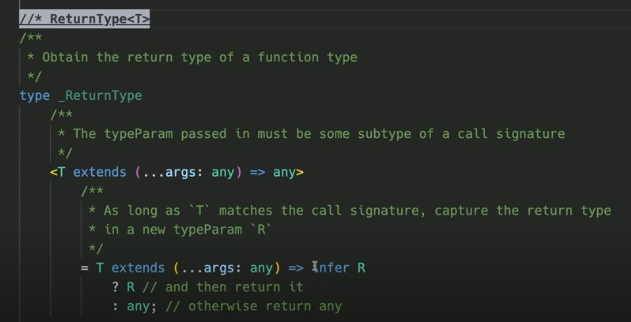 //* ReturnType<T>
/**
 * Obtain the return type of a function type
 */
type _ReturnType
    /**
     * The typeParam passed in must be some subtype of a call signature
     */
    <T extends (...args: any) => any>
        /**
         * As long as `T` matches the call signature, capture the return type
         * in a new typeParam `R`
         */
        = T extends (...args: any) => infer R
            ? R // and then return it
            : any; // otherwise return any